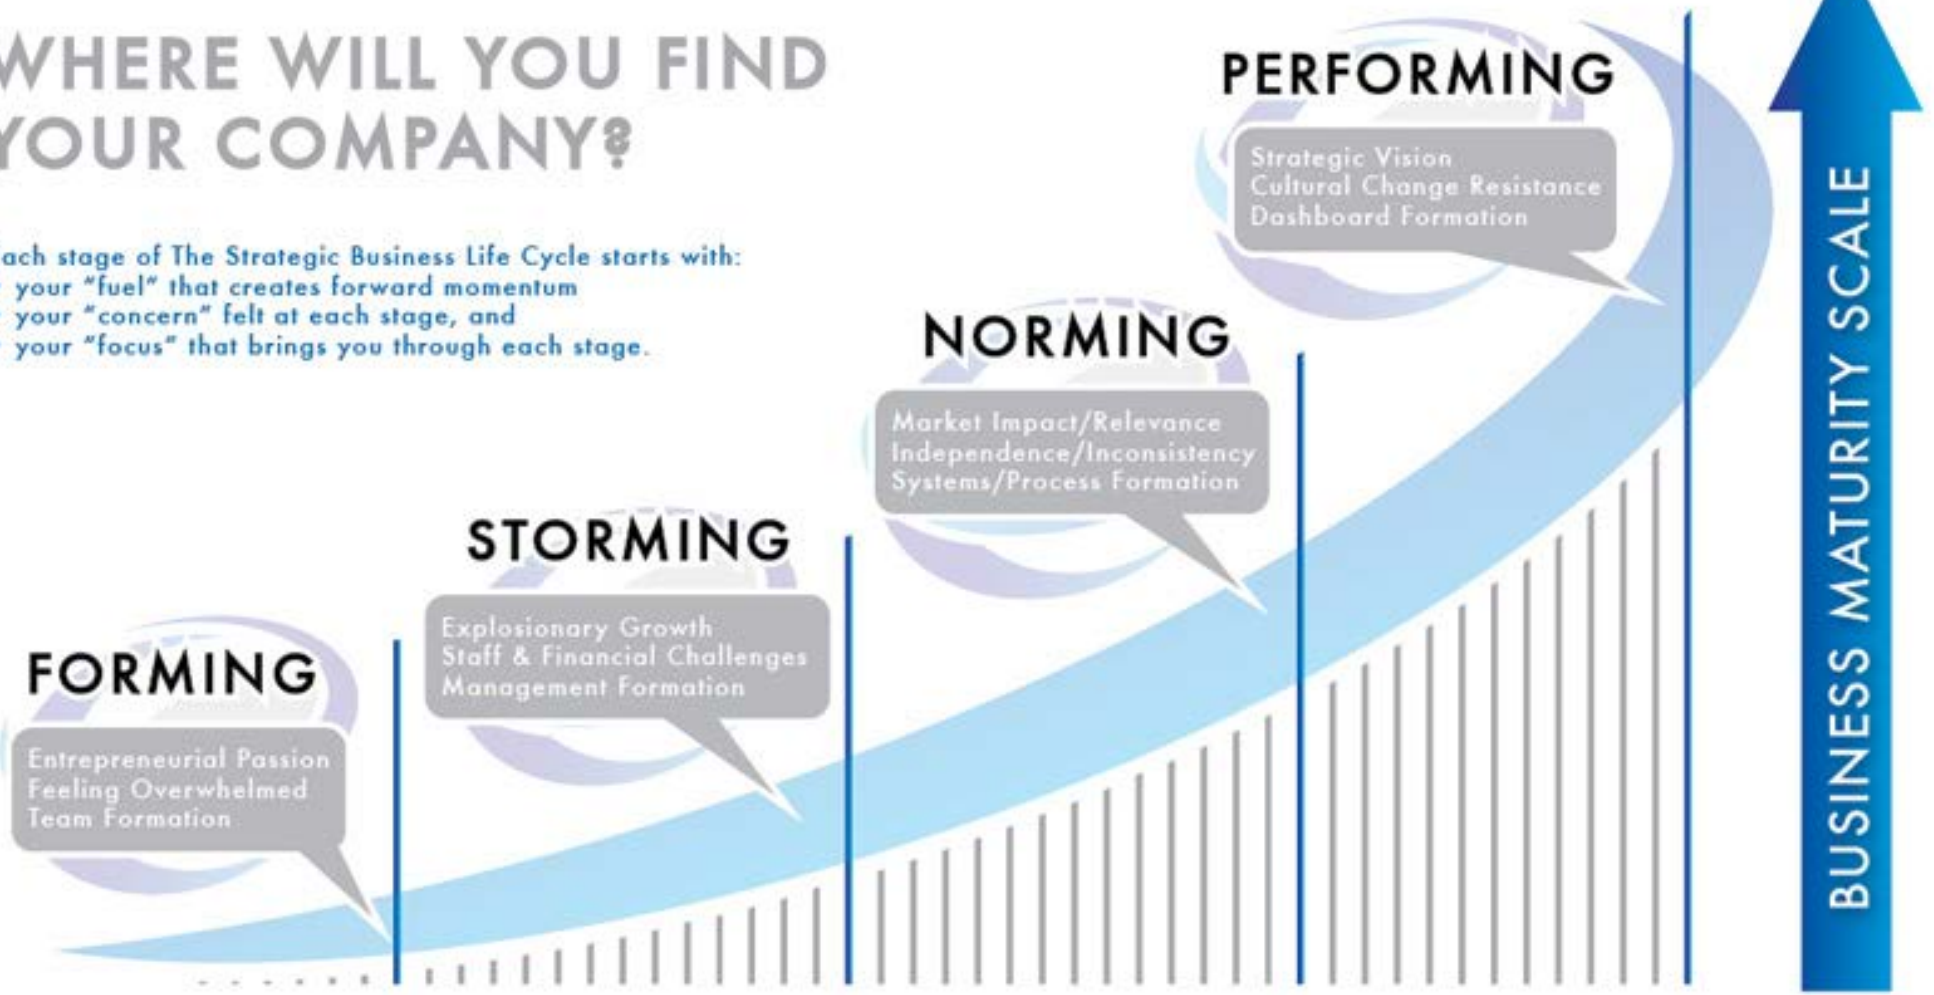 WHERE WILL YOU FIND
YOUR COMPANY?
ach stage of The Strategic Business Life Cycle starts with:
your "fuel" that creates forward momentum
your "concern" felt at each stage, and
your "focus" that brings you through each stage.
FORMING
Entrepreneurial Passion
Feeling Overwhelmed
Team Formation
STORMING
Explosionary Growth
Staff & Financial Challenges
Management Formation
NORMING
Market Impact/Relevance
Independence/Inconsistency
Systems/Process Formation
PERFORMING
Strategic Vision
Cultural Change Resistance
Dashboard Formation
BUSINESS MATURITY SCALE